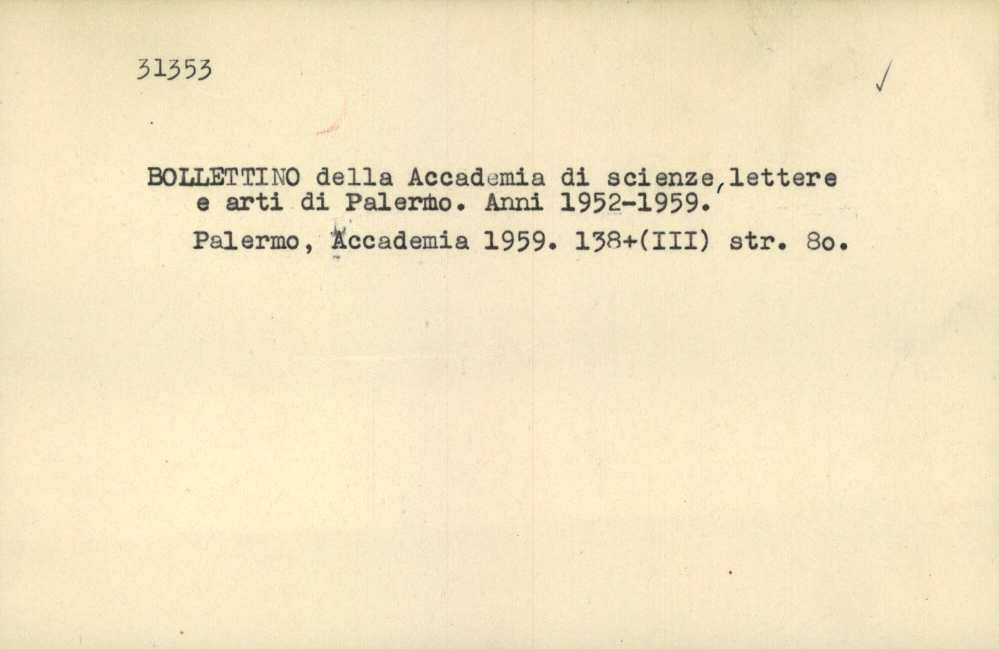 31353
BOLLETTINO della Accademia di scienze,lettere
e arti di Palermo. Anni 1952-1959.
Palermo, Accademia 1959. 138+(III) str. 8o.